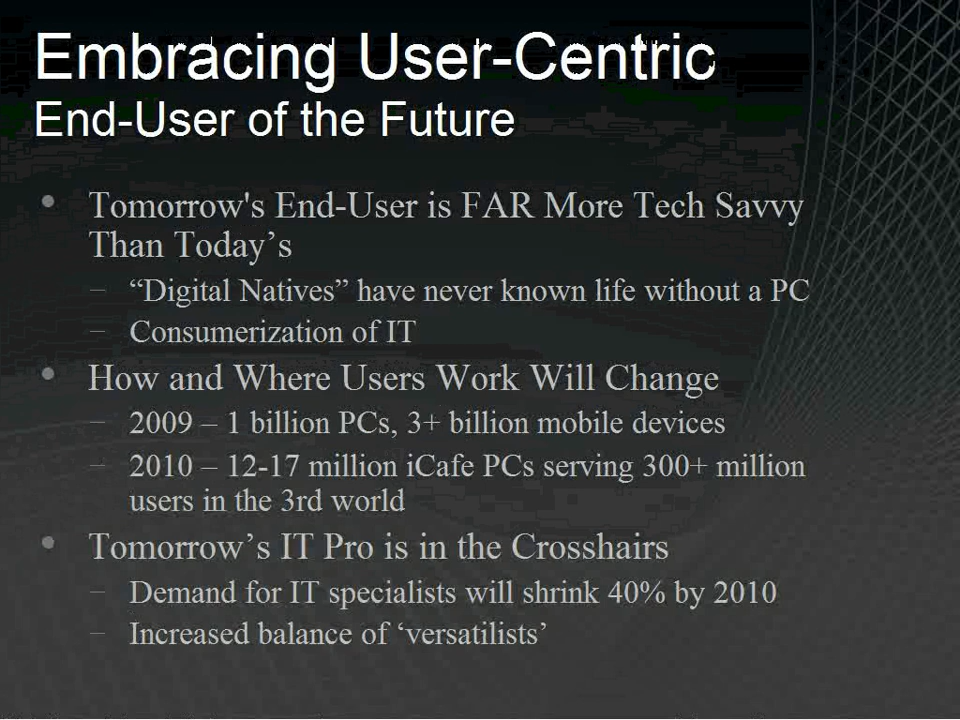 Embracing User-Centric
End-User of the Future
• Tomorrow's End-User is FAR More Tech Savvy
Than Today’s
– “Digital Natives” have never known life without a PC
– Consumerization of IT
• How and Where Users Work Will Change
– 2009 – 1 billion PCs, 3+ billion mobile devices
– 2010 – 12-17 million iCafe PCs serving 300+ million
users in the 3rd world
• Tomorrow’s IT Pro is in the Crosshairs
– Demand for IT specialists will shrink 40% by 2010
– Increased balance of ‘versatilists’